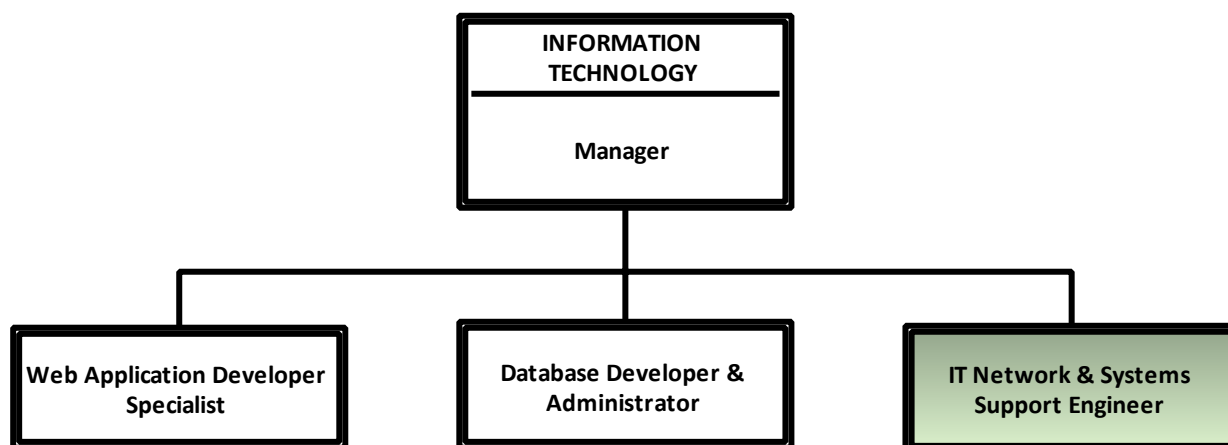 INFORMATION
TECHNOLOGY
Manager
Web Application Developer
Specialist
Database Developer &
Administrator
IT Network & Systems
Support Engineer